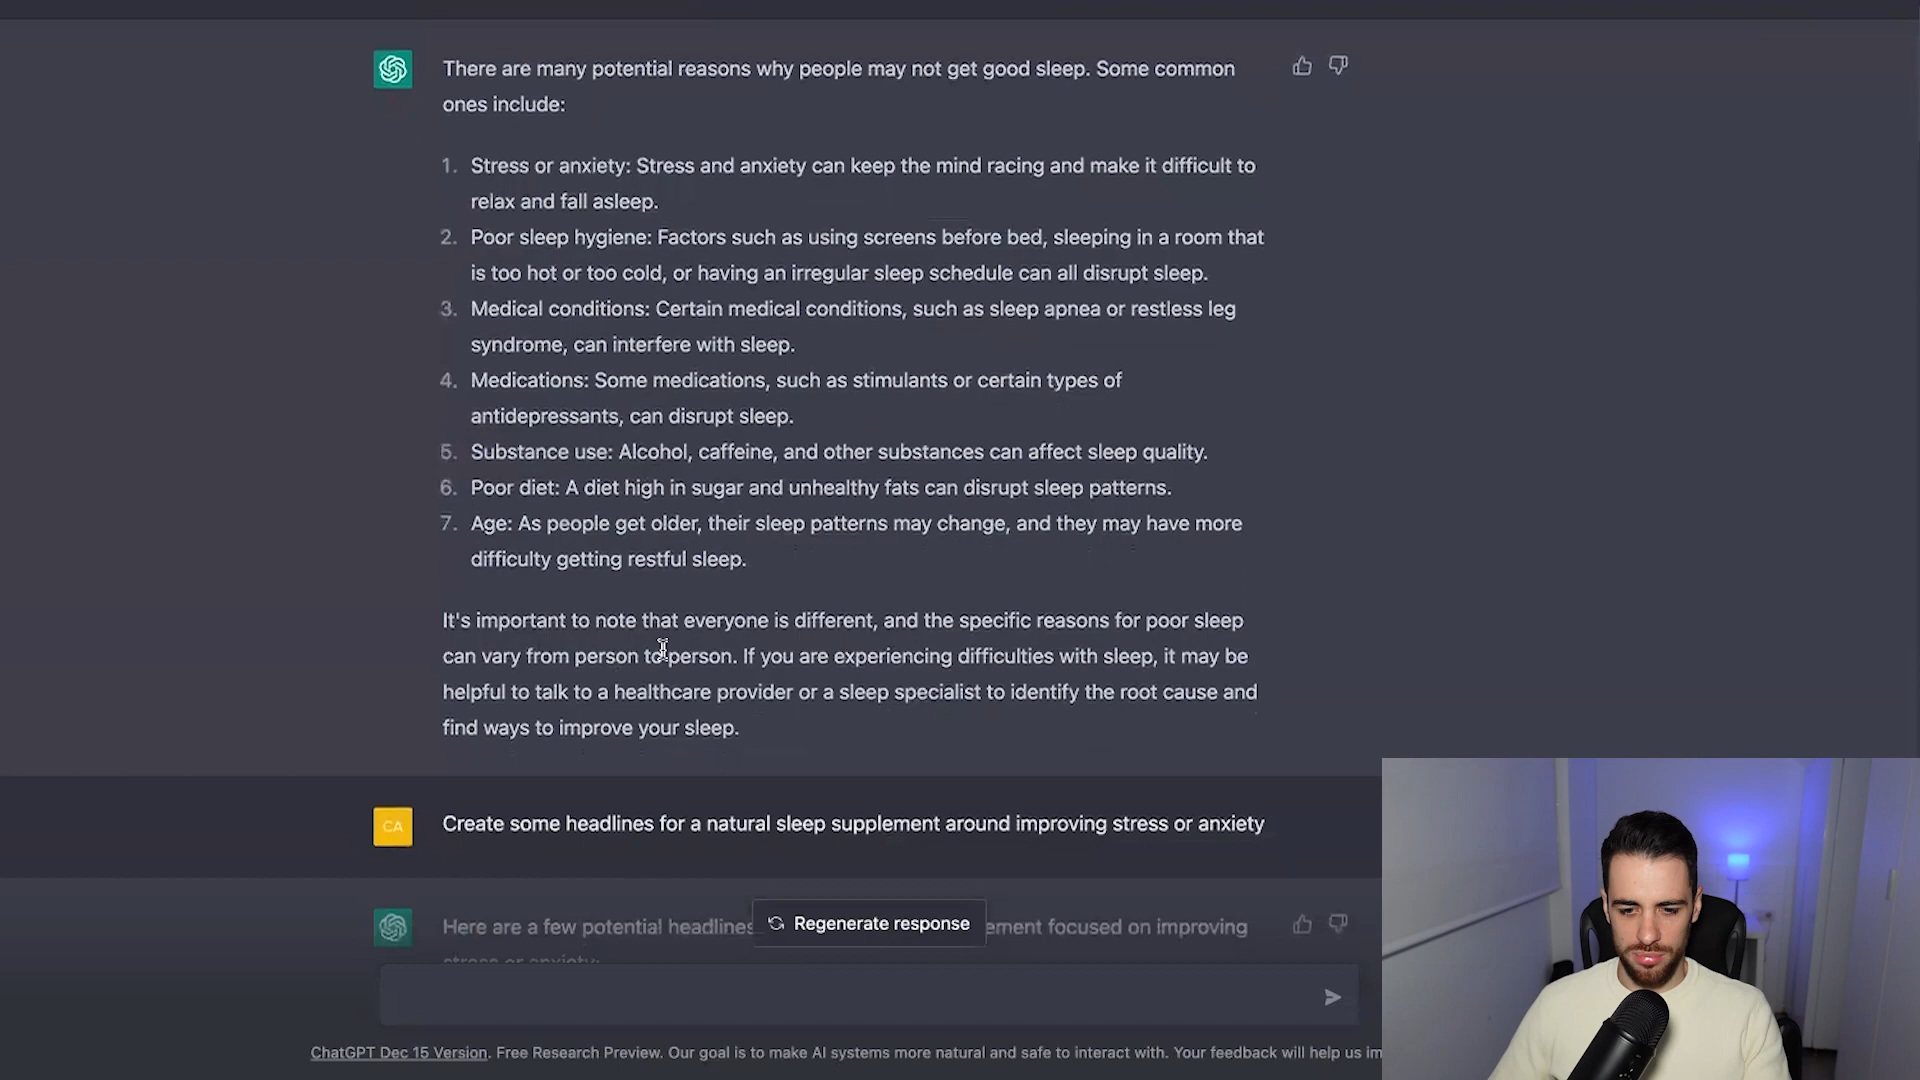 There are many potential reasons why people may not get good sleep. Some common
ones include:
1. Stress or anxiety: Stress and anxiety can keep the mind racing and make it difficult to
relax and fall asleep.
2. Poor sleep hygiene: Factors such as using screens before bed, sleeping in a room that
is too hot or too cold, or having an irregular sleep schedule can all disrupt sleep.
3. Medical conditions: Certain medical conditions, such as sleep apnea or restless leg
syndrome, can interfere with sleep.
4. Medications: Some medications, such as stimulants or certain types of
antidepressants, can disrupt sleep.
5. Substance use: Alcohol, caffeine, and other substances can affect sleep quality.
6. Poor diet: A diet high in sugar and unhealthy fats can disrupt sleep patterns.
7. Age: As people get older, their sleep patterns may change, and they may have more
difficulty getting restful sleep.
It's important to note that everyone is different, and the specific reasons for poor sleep
can vary from person to person. If you are experiencing difficulties with sleep, it may be
helpful to talk to a healthcare provider or a sleep specialist to identify the root cause and
find ways to improve your sleep.
CA
Create some headlines for a natural sleep supplement around improving stress or anxiety
Here are a few potential headlines
Regenerate response
ement focused on improving
stress or anxiety:
ChatGPT Dec 15 Version. Free Research Preview. Our goal is to make AI systems more natural and safe to interact with. Your feedback will help us im